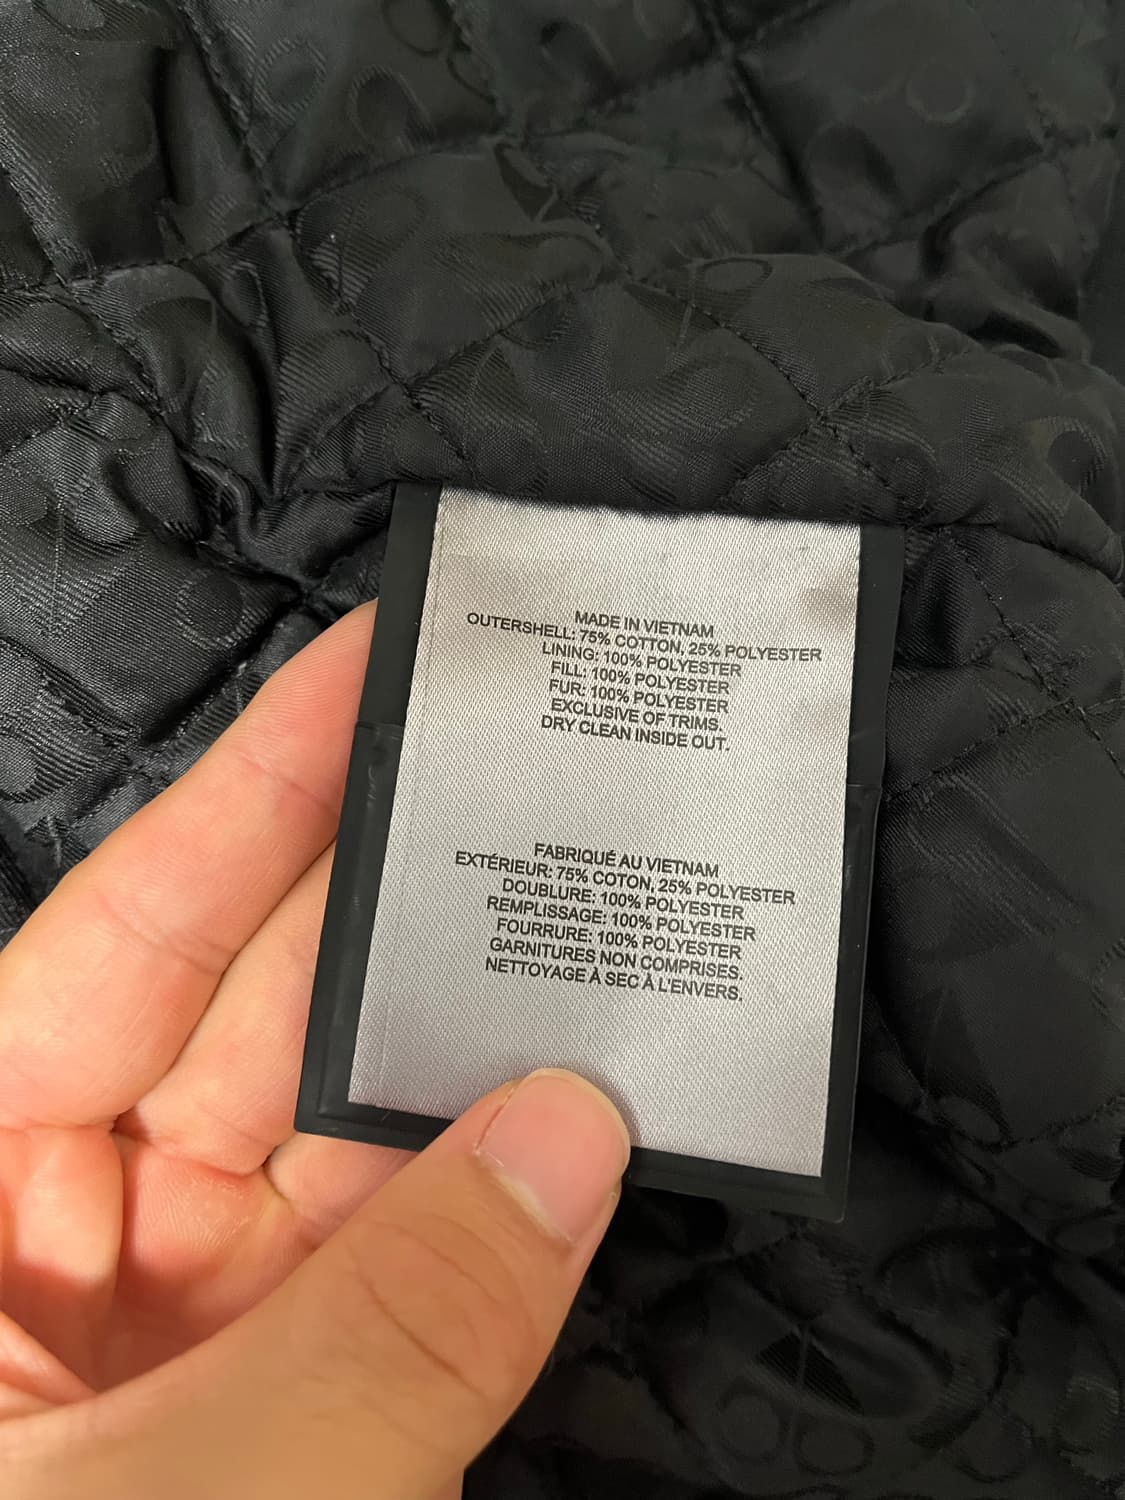 MADE IN VIETNAM
OUTERSHELL: 75% COTTON, 25% POLYESTER
LINING: 100% POLYESTER
FILL: 100% POLYESTER
FUR: 100% POLYESTER
EXCLUSIVE OF TRIMS.
DRY CLEAN INSIDE OUT.
FABRIQUÉ AU VIETNAM
EXTÉRIEUR: 75% COTON, 25% POLYESTER
DOUBLURE: 100% POLYESTER
REMPLISSAGE: 100% POLYESTER
FOURRURE: 100% POLYESTER
GARNITURES NON COMPRISES.
NETTOYAGE À SEC À L'ENVERS.